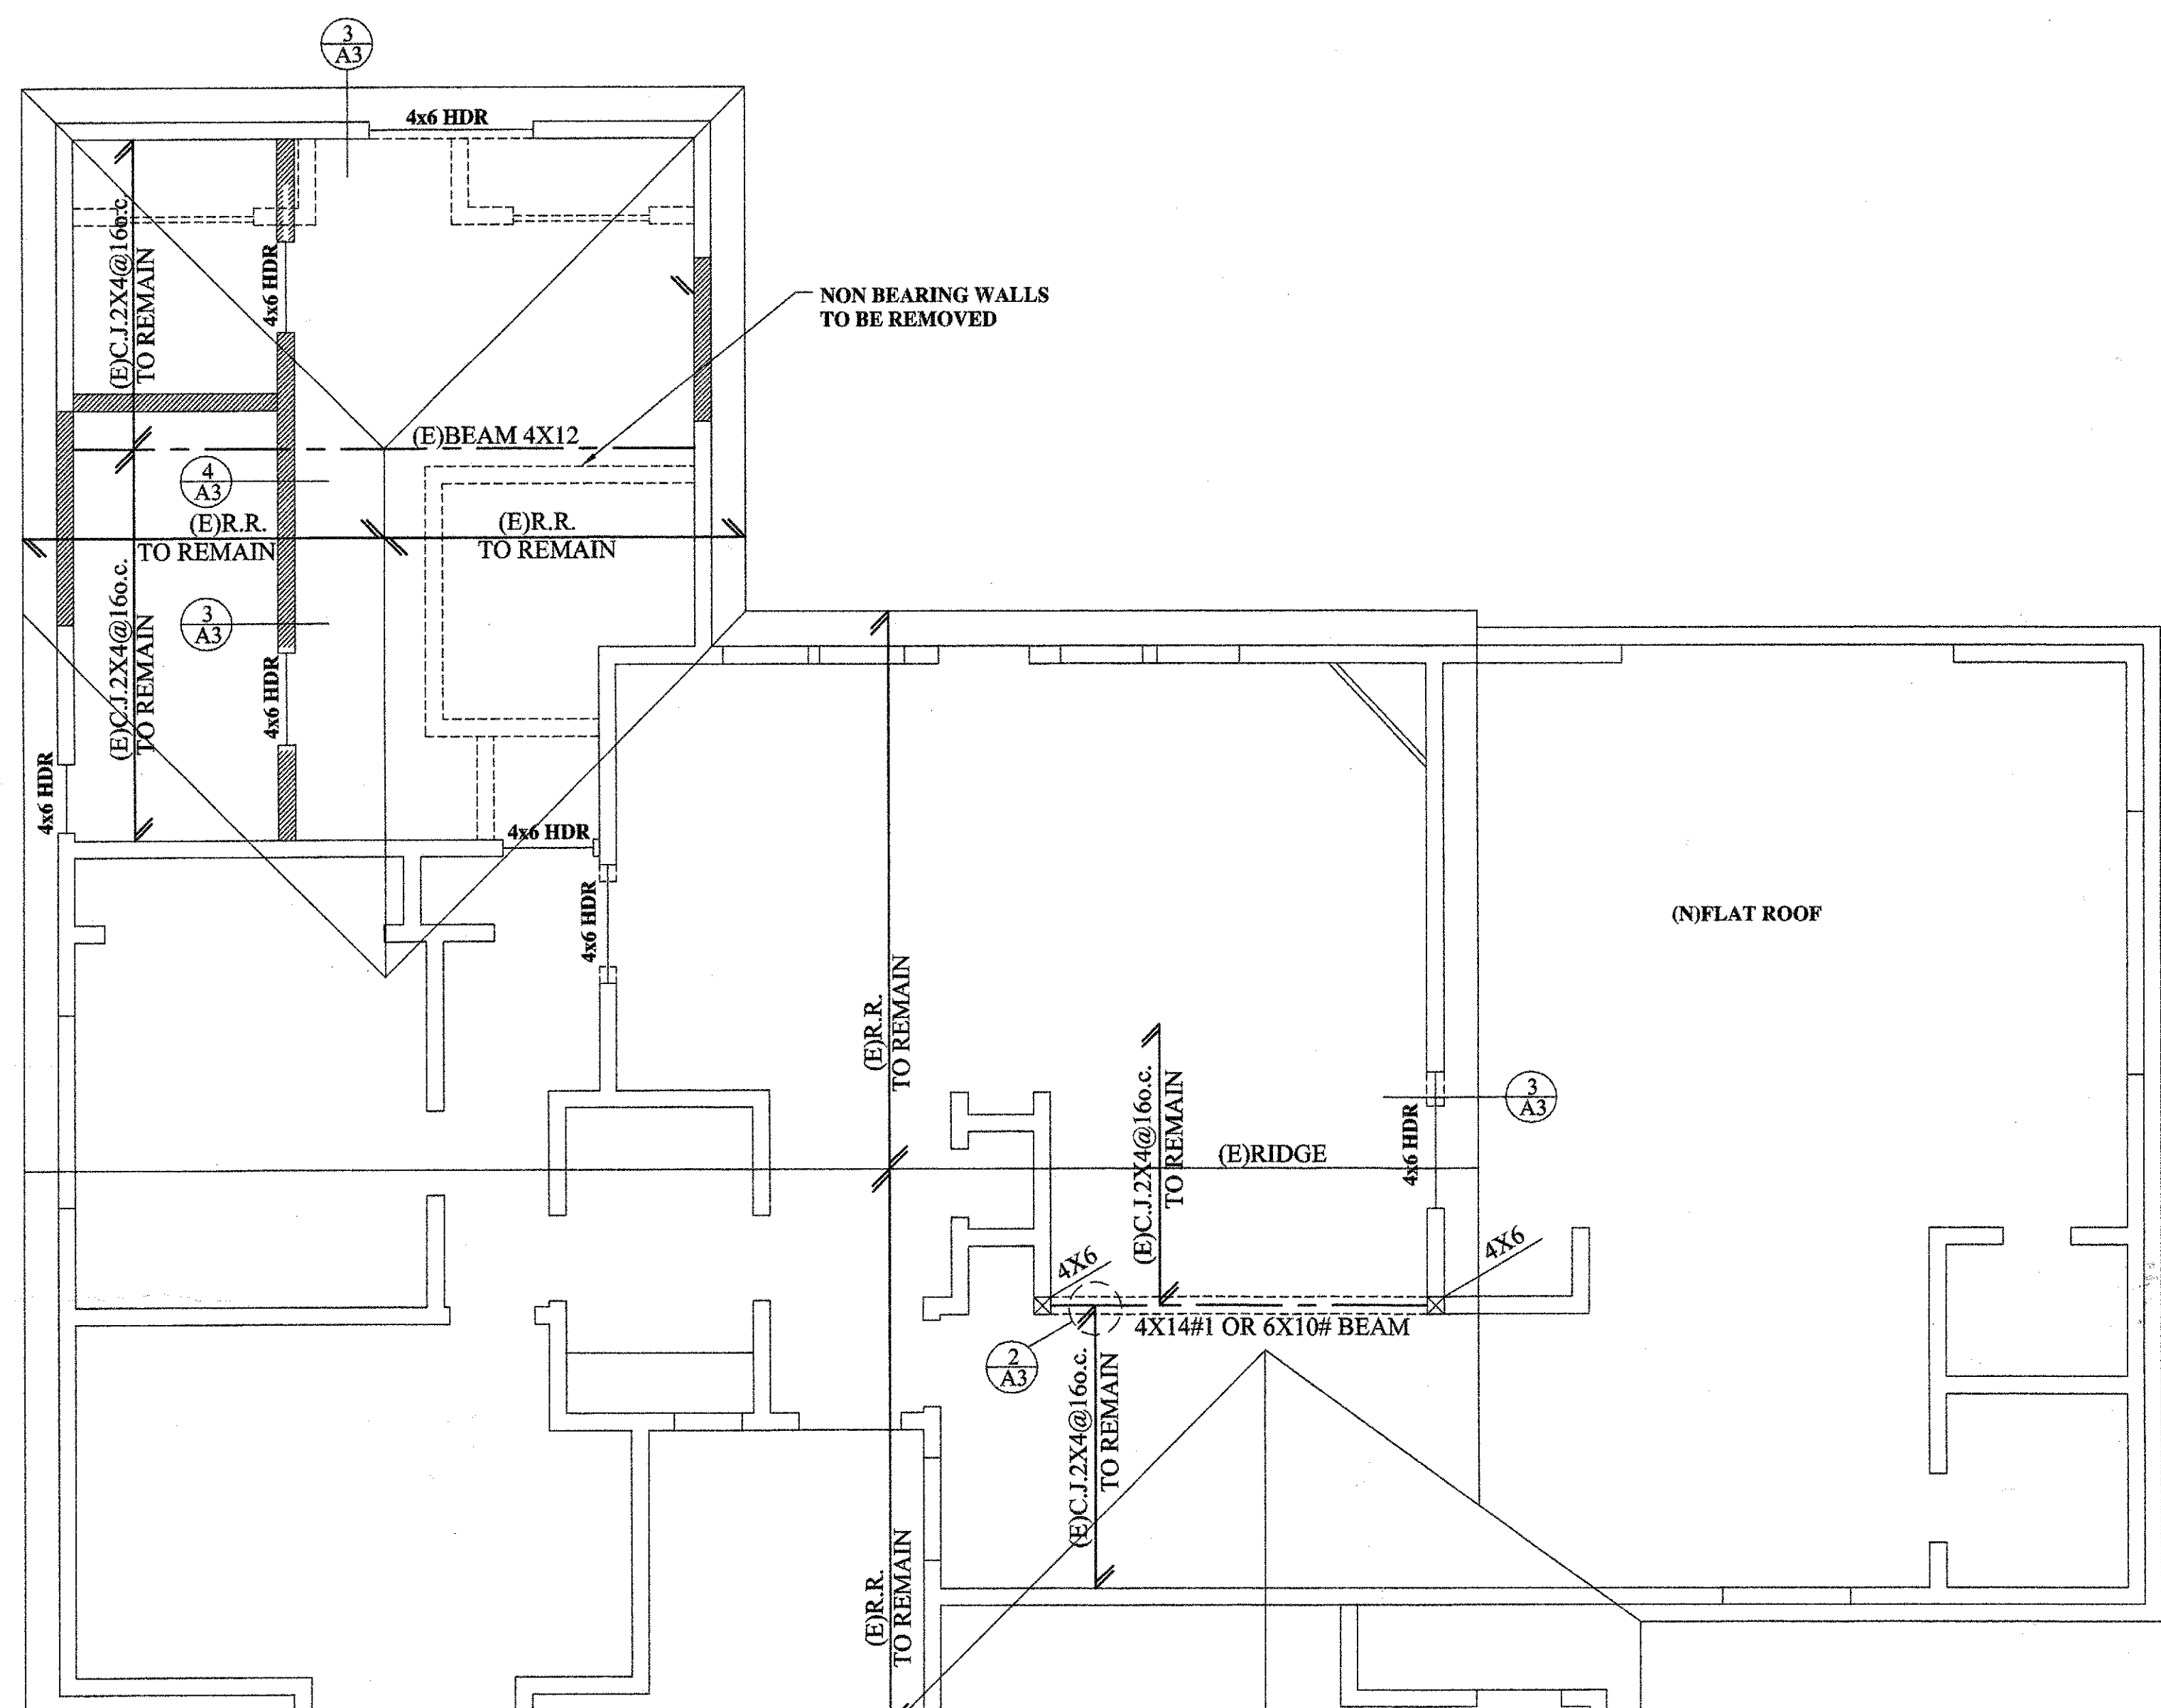 3
A3
4x6 HDR
(E)C.J.2X4@16o.c.
TO REMAIN
4x6 HDR
NON BEARING WALLS
TO BE REMOVED
(E)BEAM 4X12
4
A3
(E)R.R.
TO REMAIN
(E)R.R.
TO REMAIN
3
A3
(E)C.J.2X4@16o.c.
TO REMAIN
4x6 HDR
4x6 HDR
4x6 HDR
4x6 HDR
(N)FLAT ROOF
(E)R.R.
TO REMAIN
(E)C.J.2X4@16o.c.
TO REMAIN
(E)RIDGE
4x6 HDR
3
A3
4X6
4X6
4X14#1 OR 6X10# BEAM
2
A3
(E)C.J.2X4@16o.c.
TO REMAIN
(E)R.R.
TO REMAIN